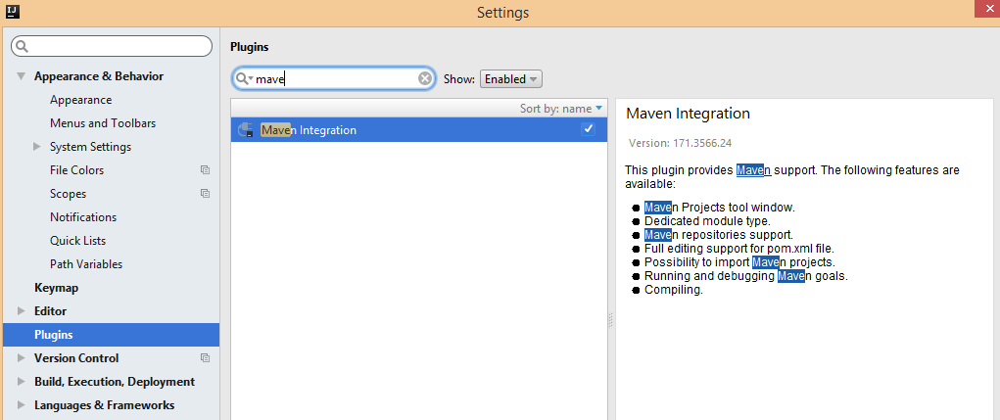 IJ
Settings
Appearance & Behavior
Appearance
Menus and Toolbars
System Settings
File Colors
Scopes
Notifications
Quick Lists
Path Variables
Keymap
Editor
Plugins
Version Control
Build, Execution, Deployment
Languages & Frameworks
Plugins
mave
Show: Enabled
Sort by: name
Maven Integration
Maven Integration
Version: 171.3566.24
This plugin provides Maven support. The following features are
available:
● Maven Projects tool window.
● Dedicated module type.
● Maven repositories support.
● Full editing support for pom.xml file.
● Possibility to import Maven projects.
● Running and debugging Maven goals.
● Compiling.